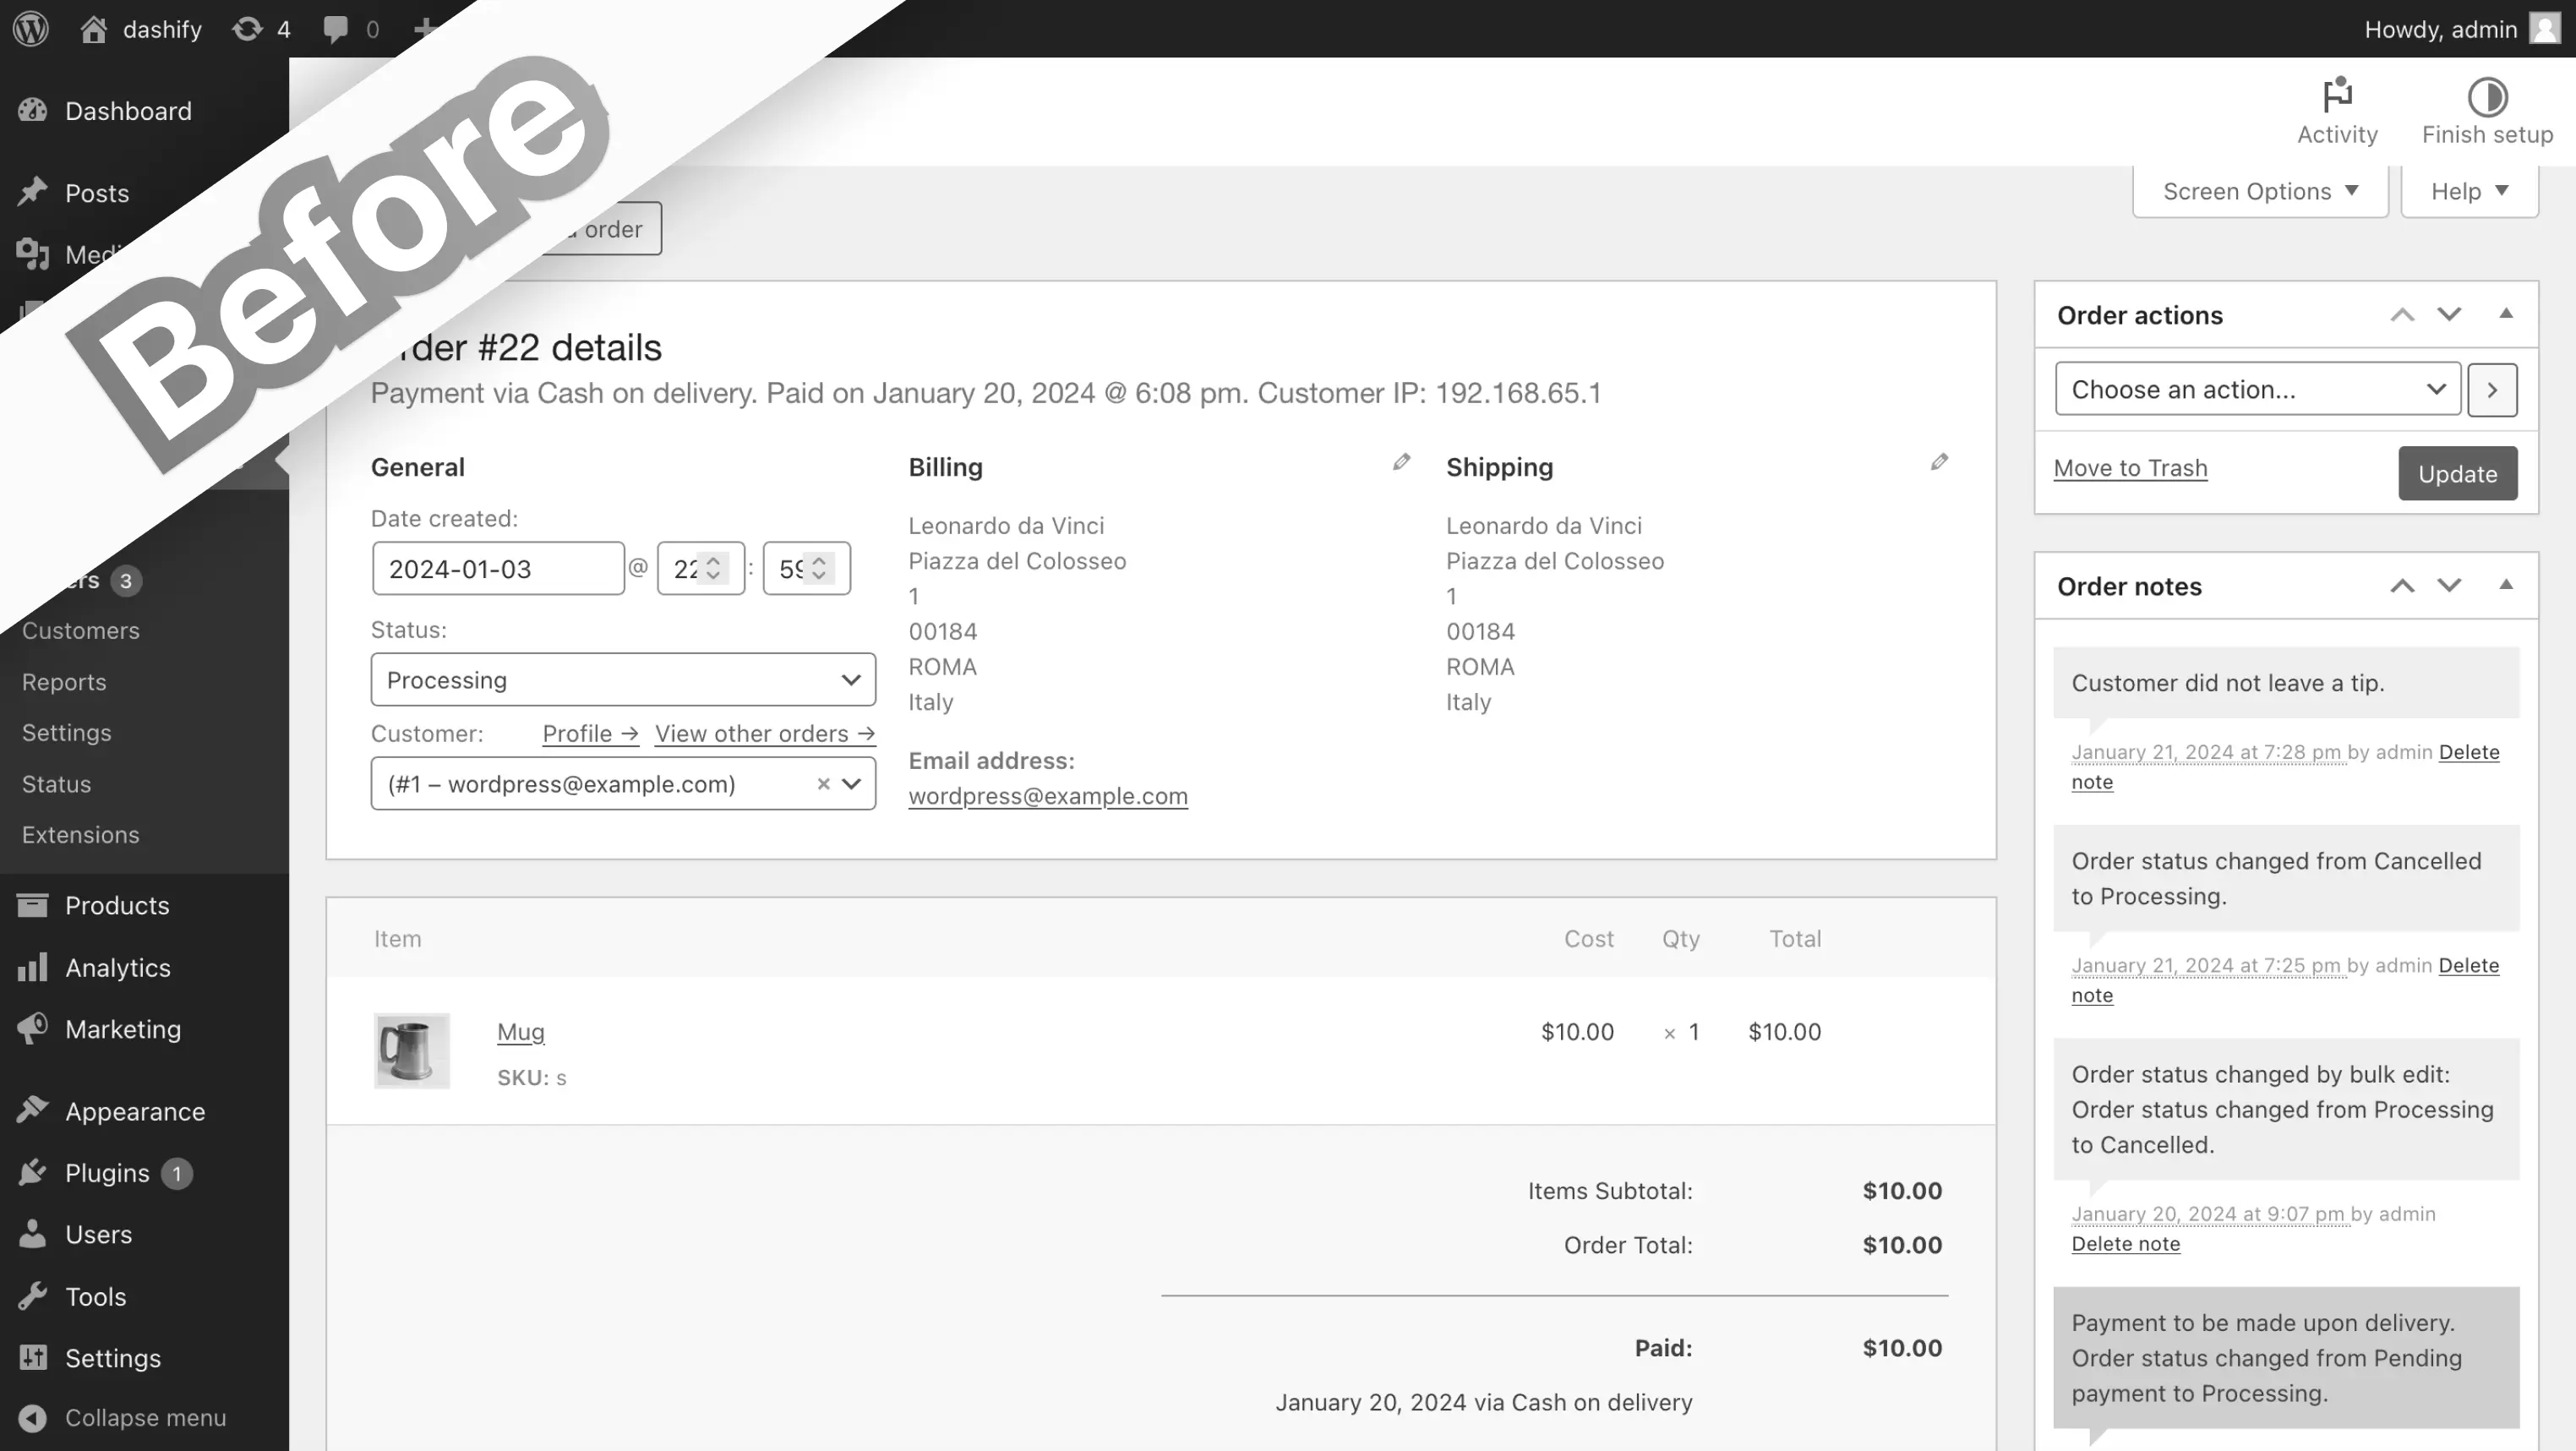 dashify
4
0
Howdy, admin
Before
Dashboard
Posts
Activity
Finish setup
Screen Options
Help
order
Customers
Reports
Settings
Status
Extensions
Products
Analytics
Marketing
Appearance
Plugins 1
Users
Tools
Settings
Collapse menu
3
#22 details
Payment via Cash on delivery. Paid on January 20, 2024 @ 6:08 pm. Customer IP: 192.168.65.1
General
Date created:
2024-01-03 @ 22 : 59
Status:
Processing
Customer: Profile → View other orders →
(#1 – wordpress@example.com) ×
Billing
Leonardo da Vinci
Piazza del Colosseo
1
00184
ROMA
Italy
Email address:
wordpress@example.com
Shipping
Leonardo da Vinci
Piazza del Colosseo
1
00184
ROMA
Italy
Item Cost Qty Total
Mug $10.00 × 1 $10.00
SKU: s
Items Subtotal: $10.00
Order Total: $10.00
Paid: $10.00
January 20, 2024 via Cash on delivery
Order actions
Choose an action...
Move to Trash Update
Order notes
Customer did not leave a tip.
January 21, 2024 at 7:28 pm by admin Delete
note
Order status changed from Cancelled
to Processing.
January 21, 2024 at 7:25 pm by admin Delete
note
Order status changed by bulk edit:
Order status changed from Processing
to Cancelled.
January 20, 2024 at 9:07 pm by admin
Delete note
Payment to be made upon delivery.
Order status changed from Pending
payment to Processing.